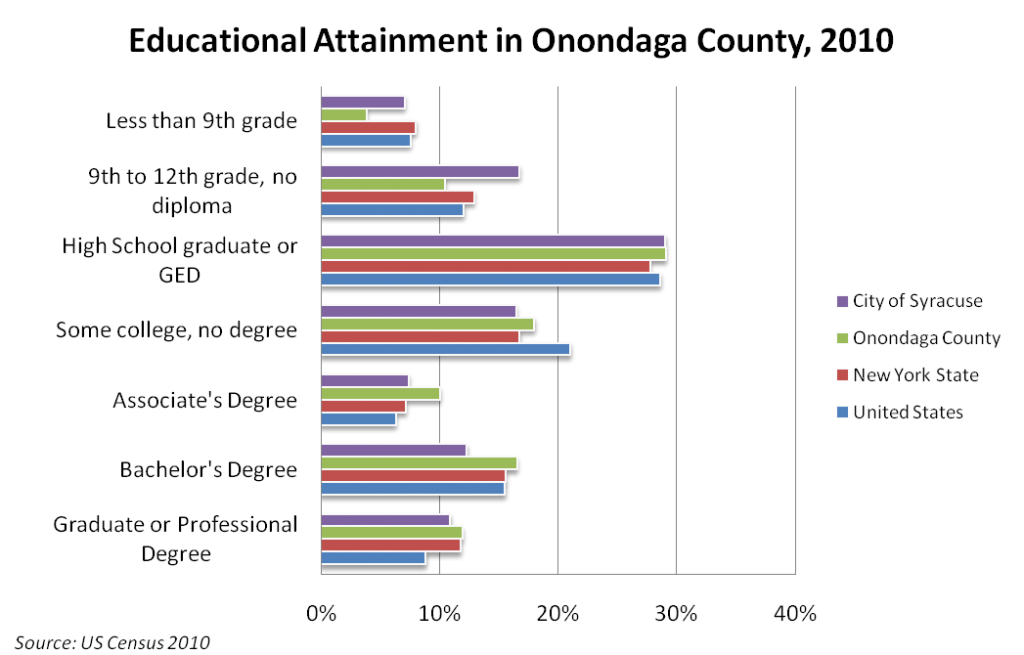 Educational Attainment in Onondaga County, 2010
Less than 9th grade
9th to 12th grade, no
diploma
High School graduate or
GED
Some college, no degree
Associate's Degree
Bachelor's Degree
Graduate or Professional
Degree
City of Syracuse
Onondaga County
New York State
United States
0% 10% 20% 30% 40%
Source: US Census 2010